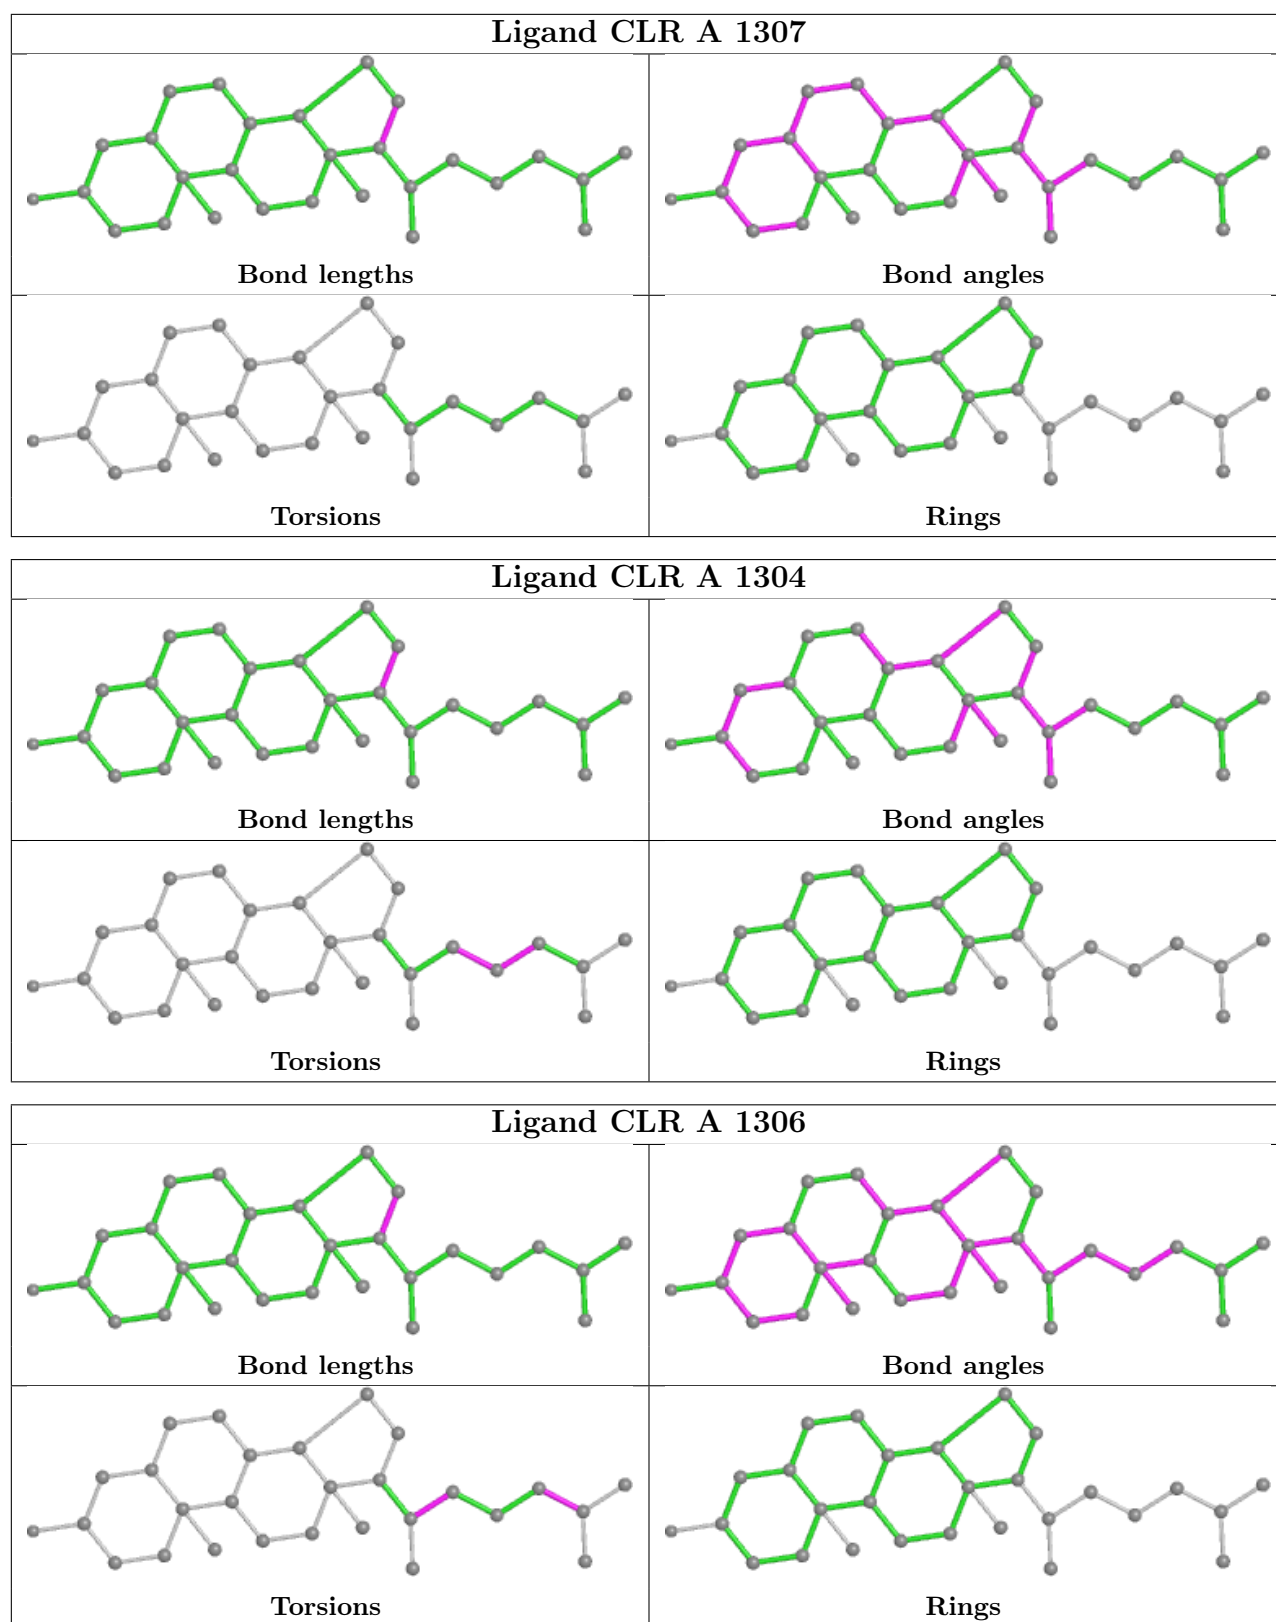 Ligand CLR A 1307
Bond lengths
Bond angles
Torsions
Rings
Ligand CLR A 1304
Bond lengths
Bond angles
Torsions
Rings
Ligand CLR A 1306
Bond lengths
Bond angles
Torsions
Rings